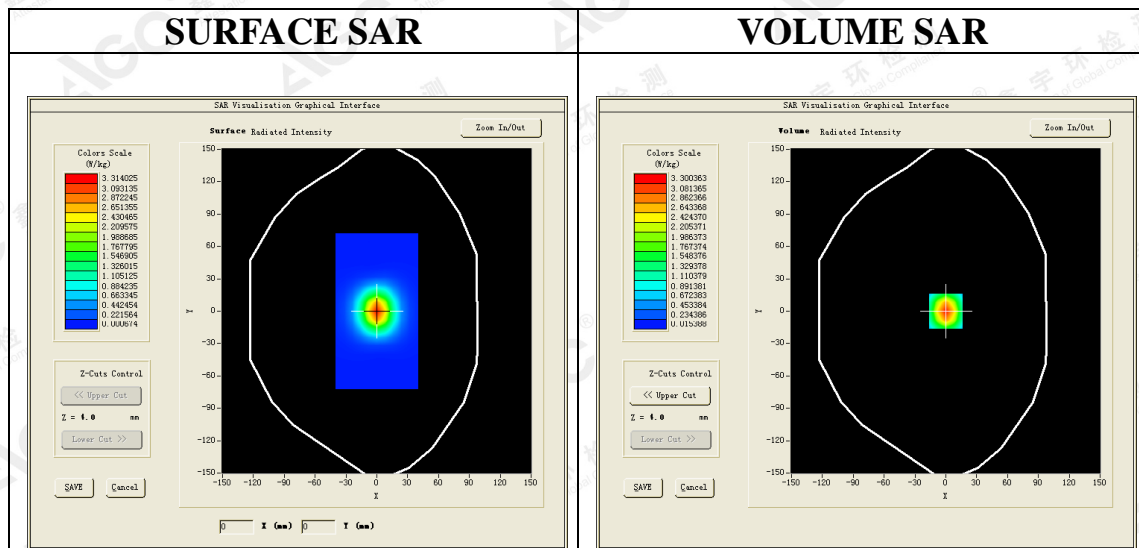 SURFACE SAR
VOLUME SAR
SAR Visualisation Graphical Interface
Surface Radiated Intensity
Zoom In/Out
Colors Scale
(W/kg)
3.314025
3.093135
2.872245
2.651355
2.430465
2.209575
1.988685
1.767795
1.546905
1.326015
1.105125
0.884235
0.663345
0.442454
0.221564
0.000674
150
120
90
60
30
0
-30
-60
-90
-120
-150
Y
-150 -120 -90 -60 -30 0 30 60 90 120 150
X
Z-Cuts Control
<< Upper Cut
Z = 4.0 mm
Lower Cut >>
SAVE Cancel
0 X (mm) 0 Y (mm)
SAR Visualisation Graphical Interface
Volume Radiated Intensity
Zoom In/Out
Colors Scale
(W/kg)
3.300363
3.081365
2.862366
2.643368
2.424370
2.205371
1.986373
1.767374
1.548376
1.329378
1.110379
0.891381
0.672383
0.453384
0.234386
0.015388
150
120
90
60
30
0
-30
-60
-90
-120
-150
Y
-150 -120 -90 -60 -30 0 30 60 90 120 150
X
Z-Cuts Control
<< Upper Cut
Z = 4.0 mm
Lower Cut >>
SAVE Cancel